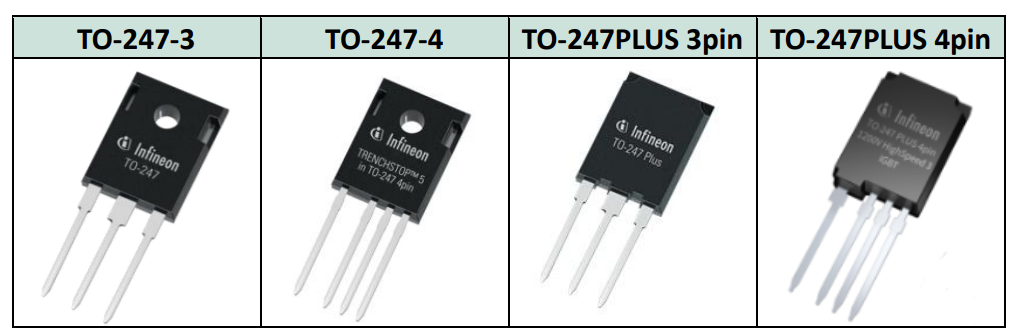 TO-247-3
TO-247-4
TO-247PLUS 3pin
TO-247PLUS 4pin
Infineon
TO-247
Infineon
TRENCHSTOP™ 5
in TO-247 4pin
Infineon
TO-247 Plus
Infineon
TO-247 PLUS 4pin
1200V HighSpeed 3
IGBT